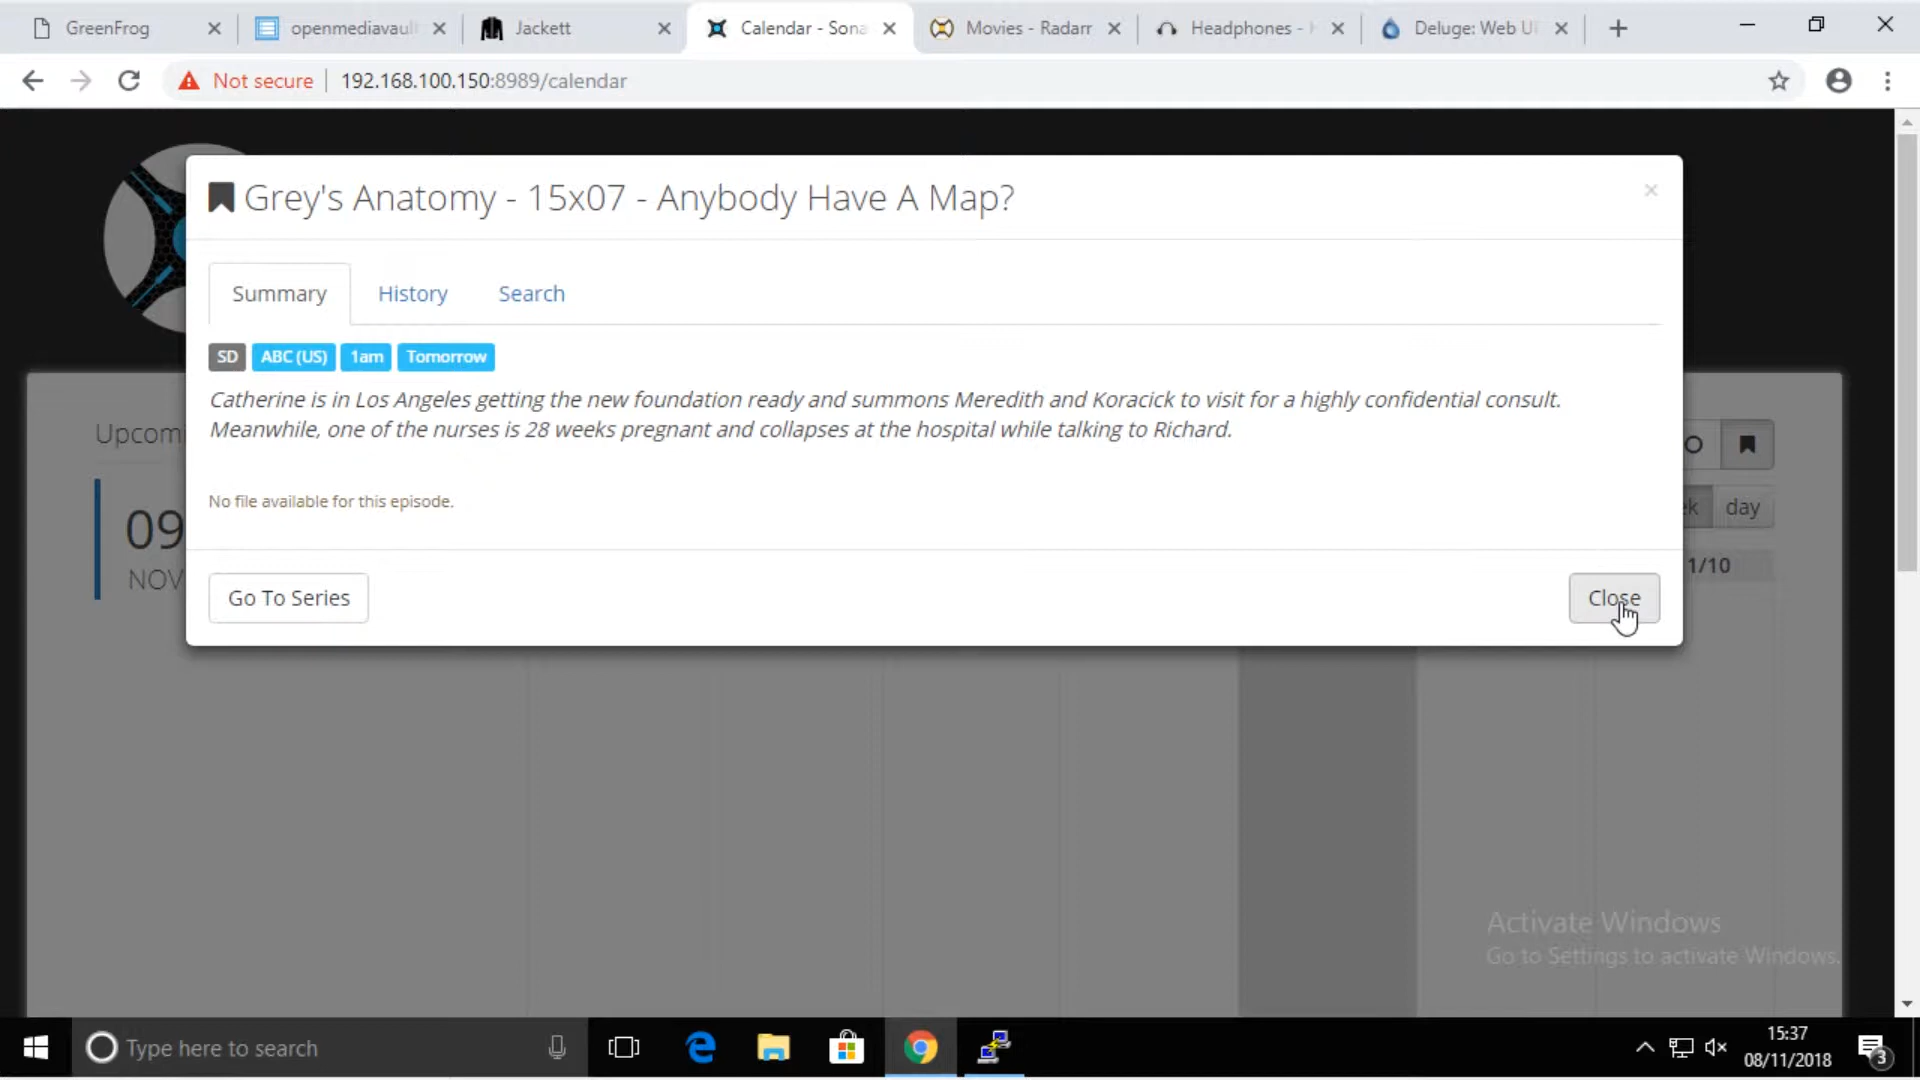 GreenFrog
openmediavault
Jackett
Calendar - Sona
Movies - Radarr
Headphones -
Deluge: Web UI
Not secure
192.168.100.150:8989/calendar
Grey's Anatomy - 15x07 - Anybody Have A Map?
×
Summary
History
Search
SD
ABC (US)
1am
Tomorrow
Catherine is in Los Angeles getting the new foundation ready and summons Meredith and Koracick to visit for a highly confidential consult.
Meanwhile, one of the nurses is 28 weeks pregnant and collapses at the hospital while talking to Richard.
No file available for this episode.
Go To Series
Close
Upcomi
09
NOV
ek
day
1/10
Activate Windows
Go to Settings to activate Windows.
Type here to search
15:37
08/11/2018
3